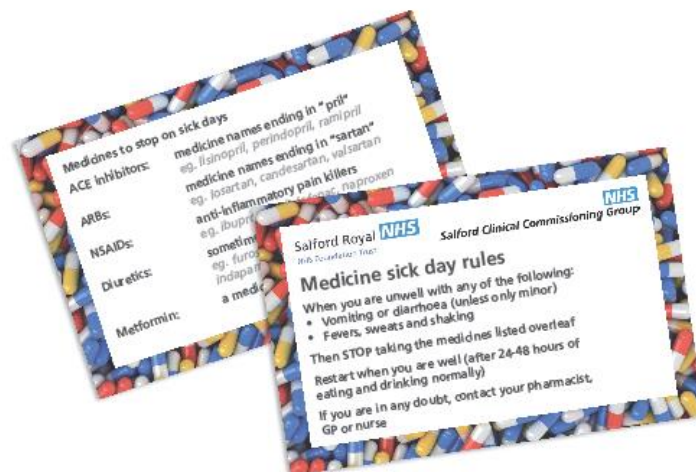 Medicines to stop on sick days
ACE inhibitors: medicine names ending in "pril"
eg. lisinopril, perindopril, ramipril
ARBs: medicine names ending in "sartan"
eg. losartan, candesartan, valsartan
NSAIDs: anti-inflammatory pain killers
eg. naproxen
Diuretics:
eg.
Metformin: a
Salford Royal NHS
NHS Foundation Trust
NHS
Salford Clinical Commissioning Group
Medicine sick day rules
When you are unwell with any of the following:
• Vomiting or diarrhoea (unless only minor)
• Fevers, sweats and shaking
Then STOP taking the medicines listed overleaf
Restart when you are well (after 24-48 hours of
eating and drinking normally)
If you are in any doubt, contact your pharmacist,
GP or nurse